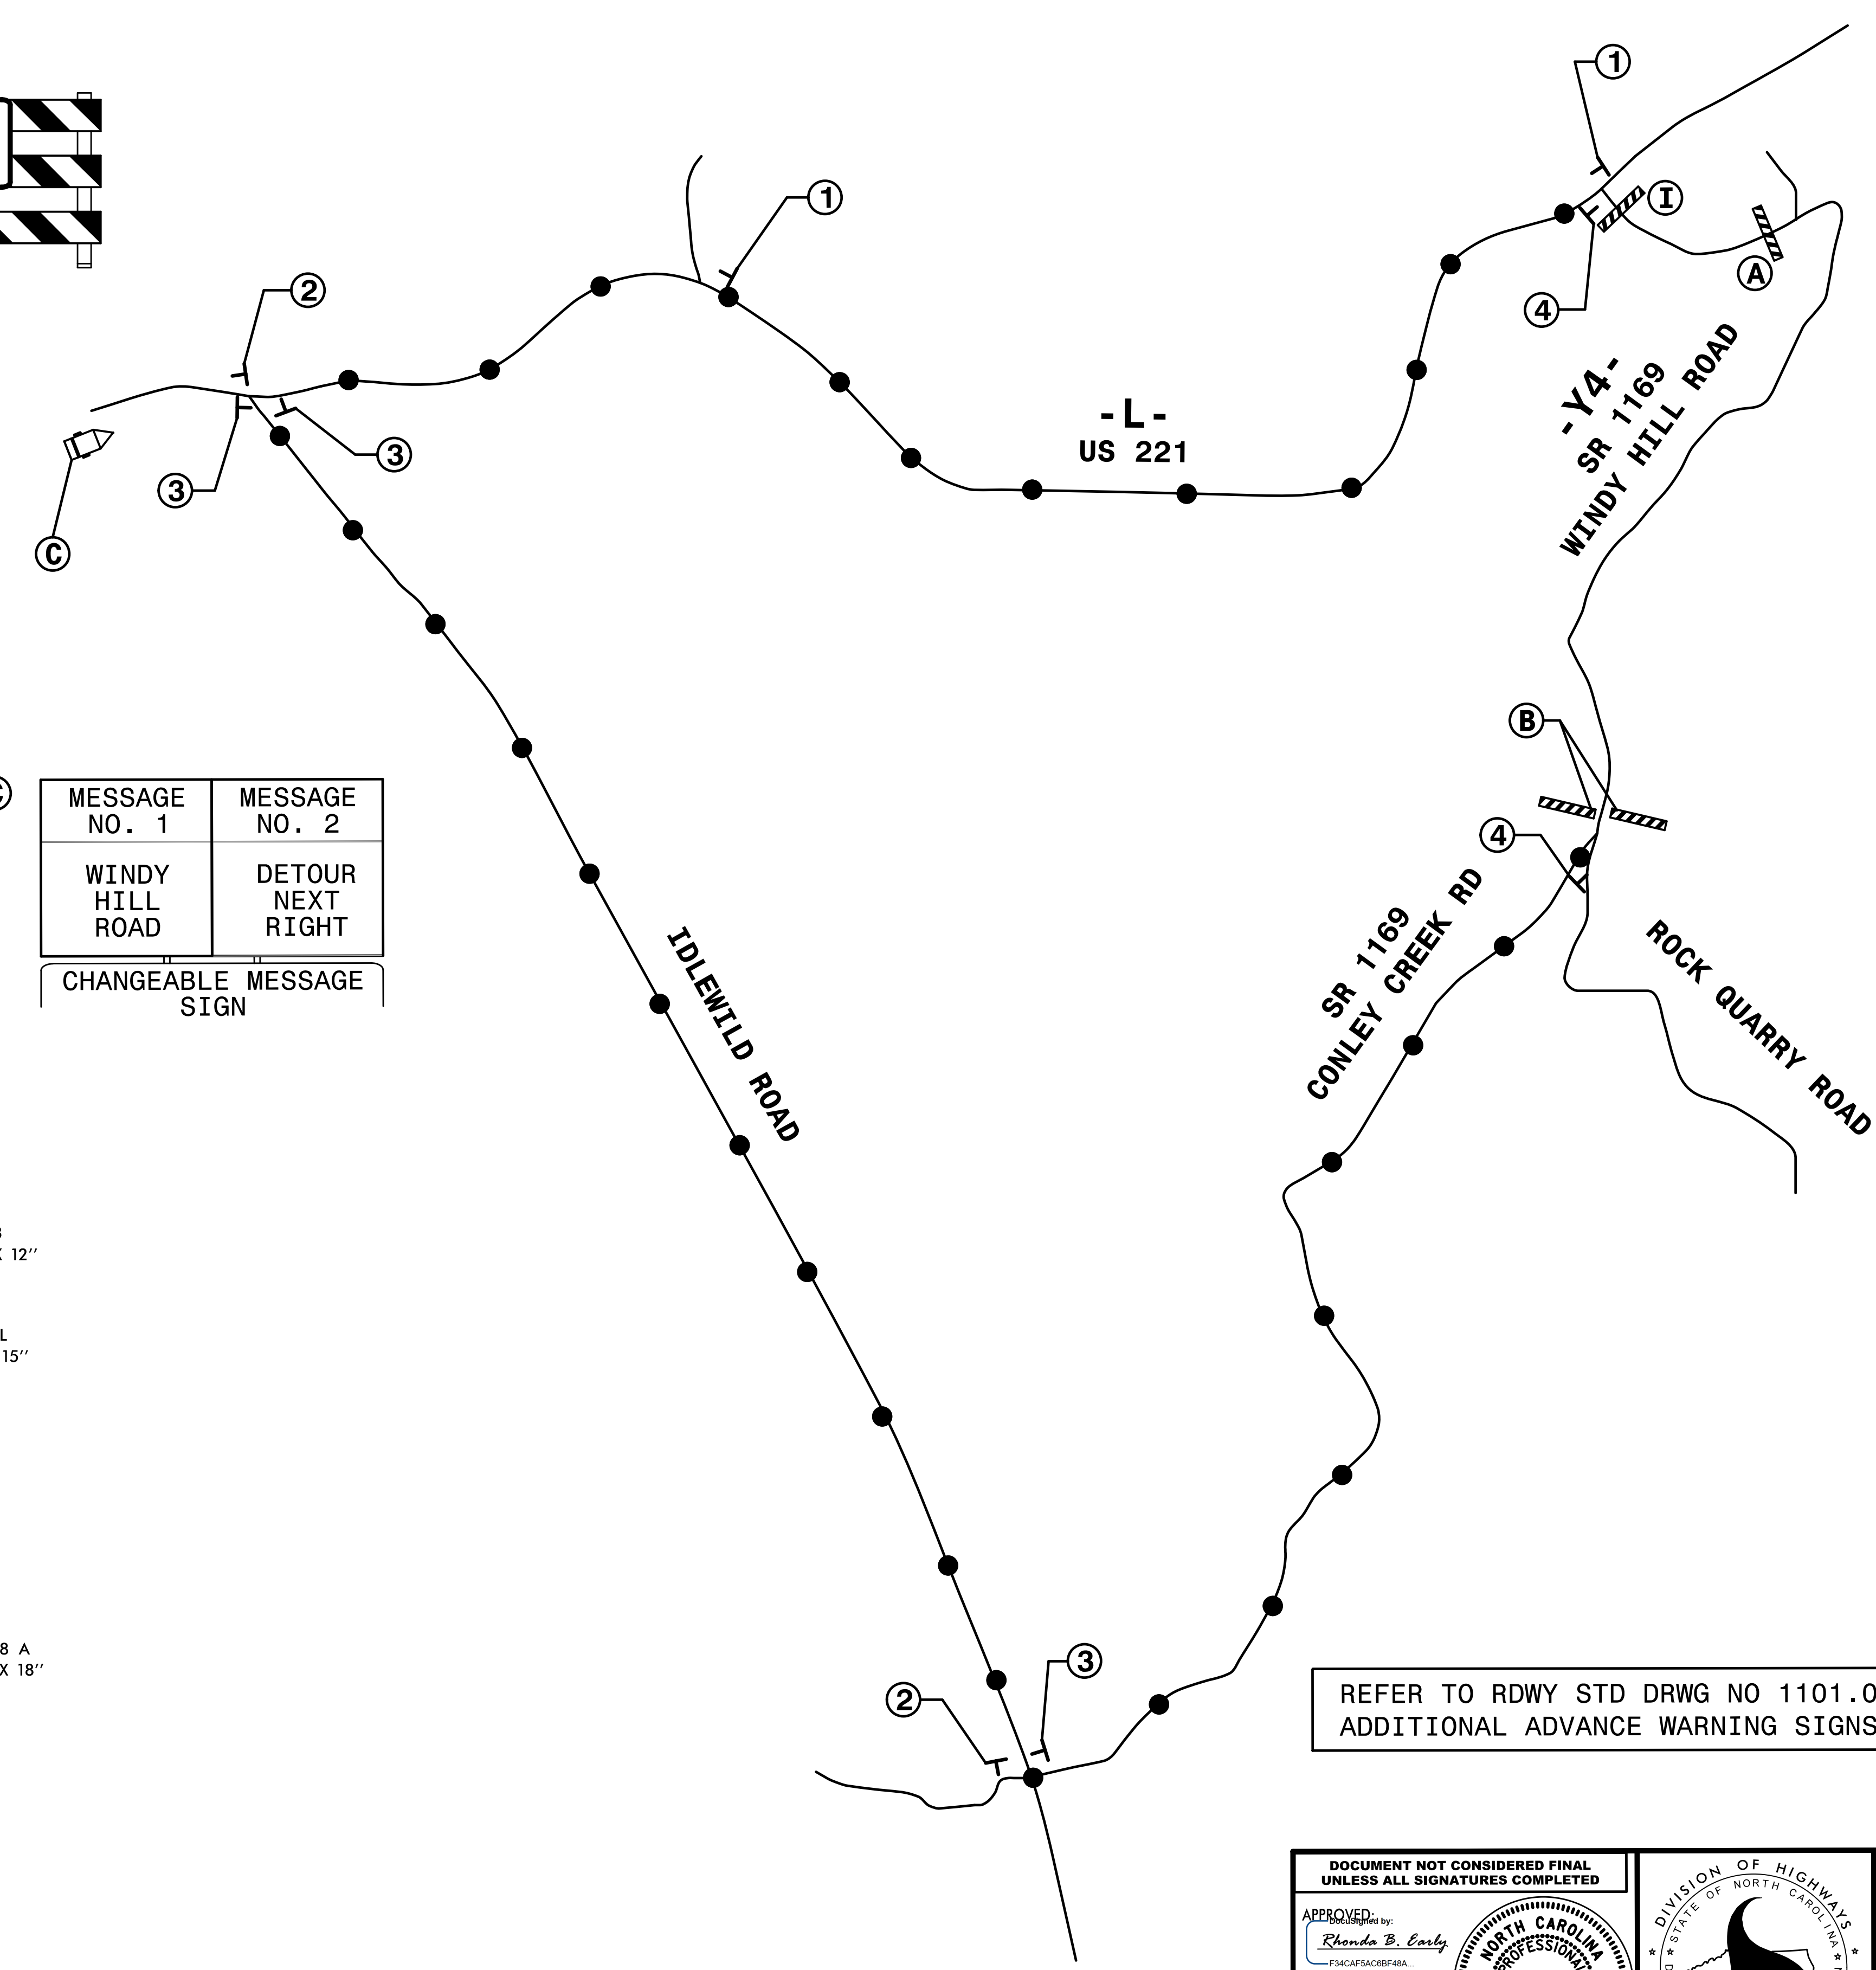 1
1
I
A
2
4
3
3
C
-L-
US 221
-Y4-
SR 1169
WINDY HILL ROAD
B
4
MESSAGE NO. 1
MESSAGE NO. 2
WINDY
HILL
ROAD
DETOUR
NEXT
RIGHT
CHANGEABLE MESSAGE
SIGN
IDLEWILD ROAD
SR 1169
CONLEY CREEK RD
ROCK QUARRY ROAD
X 12''
L
15''
8 A
X 18''
2
3
REFER TO RDWY STD DRWG NO 1101.0
ADDITIONAL ADVANCE WARNING SIGNS
DOCUMENT NOT CONSIDERED FINAL
UNLESS ALL SIGNATURES COMPLETED
APPROVED:
DocuSigned by:
Rhonda B. Early
F34CAF5AC6BF48A...
NORTH CAROLINA
PROFESSIONAL
DIVISION OF HIGHWAYS
STATE OF NORTH CAROLINA